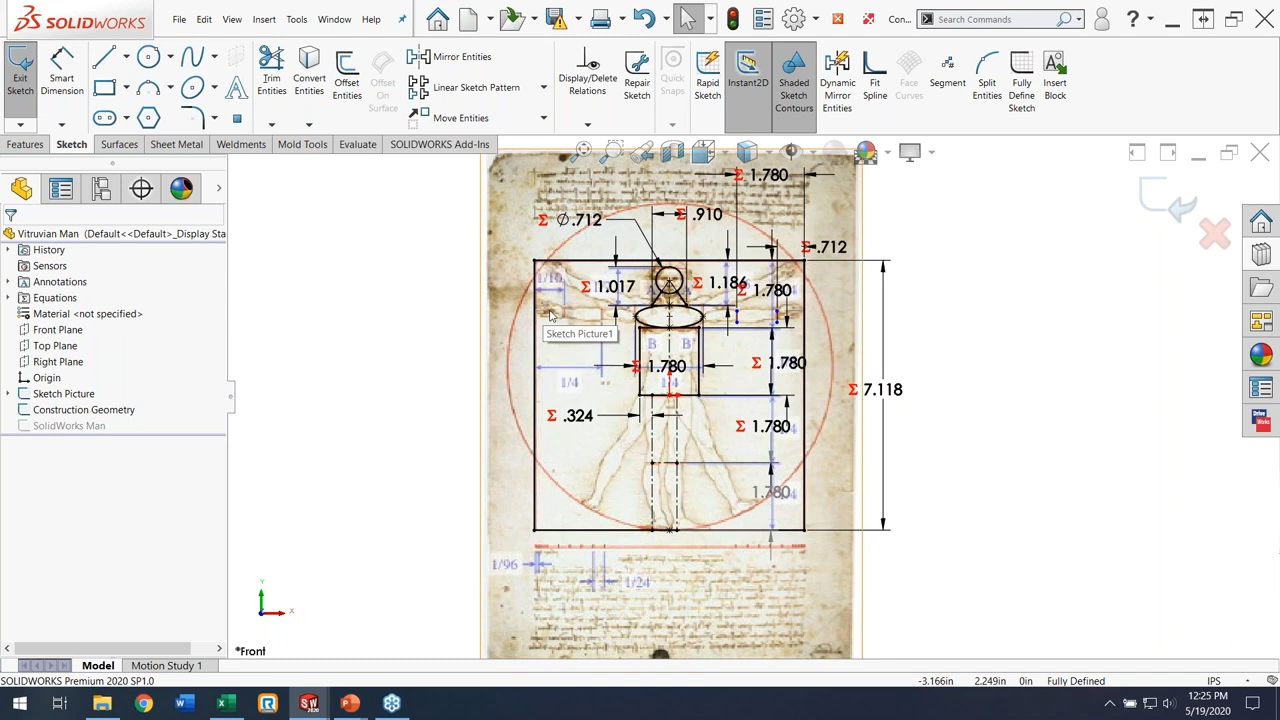 SOLIDWORKS
File
Edit
View
Insert
Tools
Window
Help
Con...
Search Commands
Exit Sketch
Smart Dimension
Trim Entities
Convert Entities
Offset Entities
Offset On Surface
Mirror Entities
Linear Sketch Pattern
Move Entities
Display/Delete Relations
Repair Sketch
Quick Snaps
Rapid Sketch
Instant2D
Shaded Sketch Contours
Dynamic Mirror Entities
Fit Spline
Face Curves
Segment
Split Entities
Fully Define Sketch
Insert Block
Features
Sketch
Surfaces
Sheet Metal
Weldments
Mold Tools
Evaluate
SOLIDWORKS Add-Ins
Vitruvian Man (Default<<Default>_Display Sta
History
Sensors
Annotations
Equations
Material <not specified>
Front Plane
Top Plane
Right Plane
Origin
Sketch Picture
Construction Geometry
SolidWorks Man
Σ 1.780
Σ Ø.712
Σ .910
Σ .712
1/10
Σ 1.017
Σ 1.186
Σ 1.780
Sketch Picture1
B B'
Σ 1.780
Σ 1.780
1/4
1/4
Σ 7.118
Σ .324
Σ 1.780
1.780
1/96
1/24
Y
X
*Front
Model
Motion Study 1
SOLIDWORKS Premium 2020 SP1.0
-3.166in
2.249in
0in
Fully Defined
IPS
12:25 PM
5/19/2020